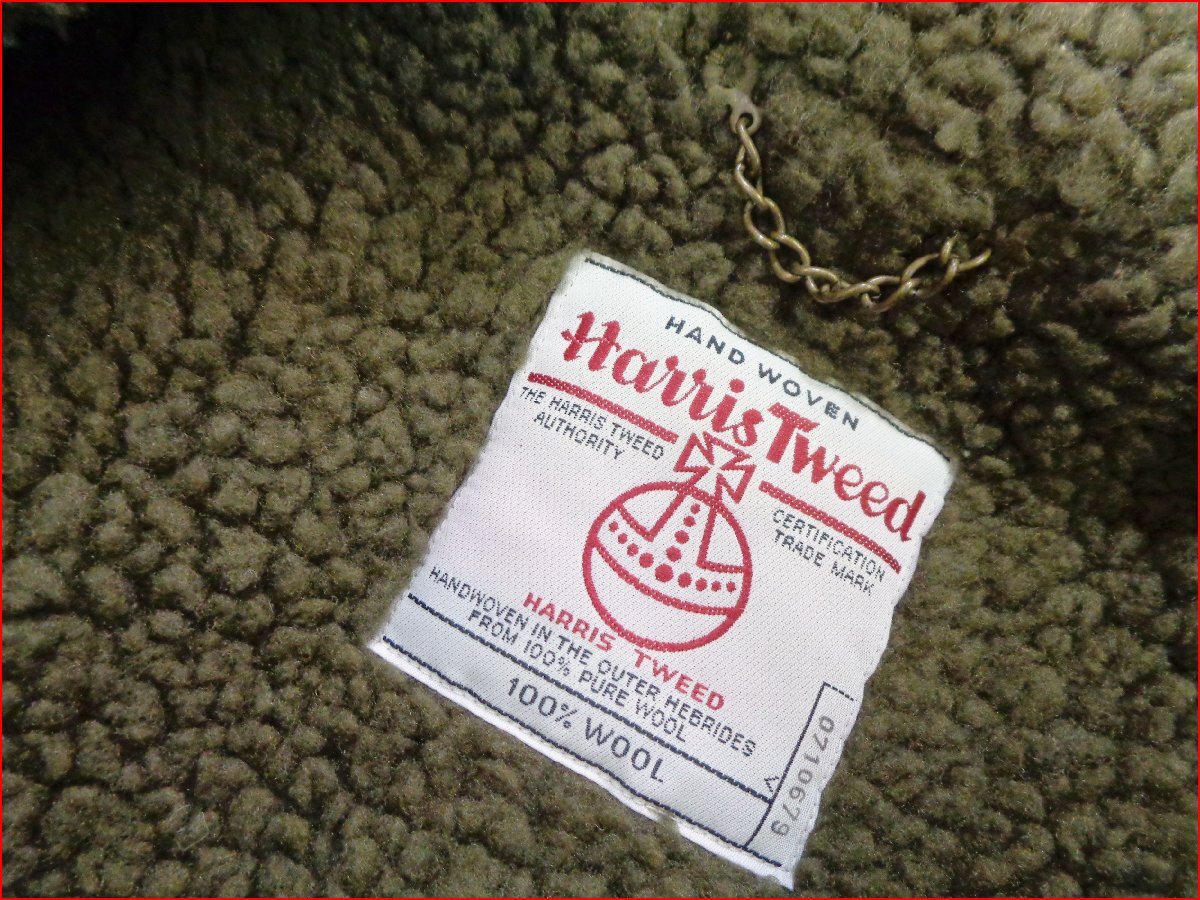 HAND WOVEN
Harris Tweed
THE HARRIS TWEED
AUTHORITY
CERTIFICATION
TRADE MARK
HARRIS TWEED
HANDWOVEN IN THE OUTER HEBRIDES
FROM 100% PURE WOOL
100% WOOL
0710679